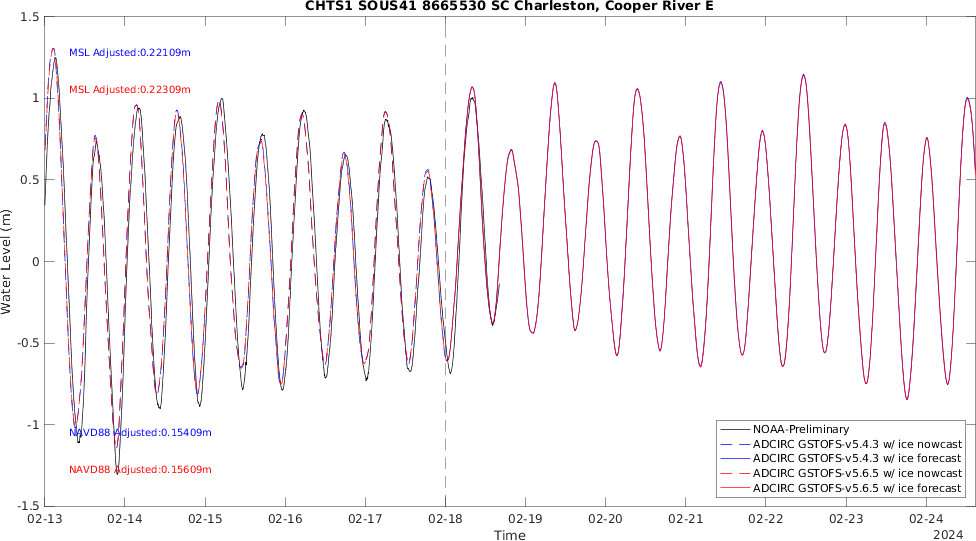 CHTS1 SOUS41 8665530 SC Charleston, Cooper River E
1.5
1
0.5
0
-0.5
-1
-1.5
Water Level (m)
MSL Adjusted:0.22109m
MSL Adjusted:0.22309m
NAVD88 Adjusted:0.15409m
NAVD88 Adjusted:0.15609m
NOAA-Preliminary
ADCIRC GSTOFS-v5.4.3 w/ ice nowcast
ADCIRC GSTOFS-v5.4.3 w/ ice forecast
ADCIRC GSTOFS-v5.6.5 w/ ice nowcast
ADCIRC GSTOFS-v5.6.5 w/ ice forecast
02-13 02-14 02-15 02-16 02-17 02-18 02-19 02-20 02-21 02-22 02-23 02-24
Time
2024